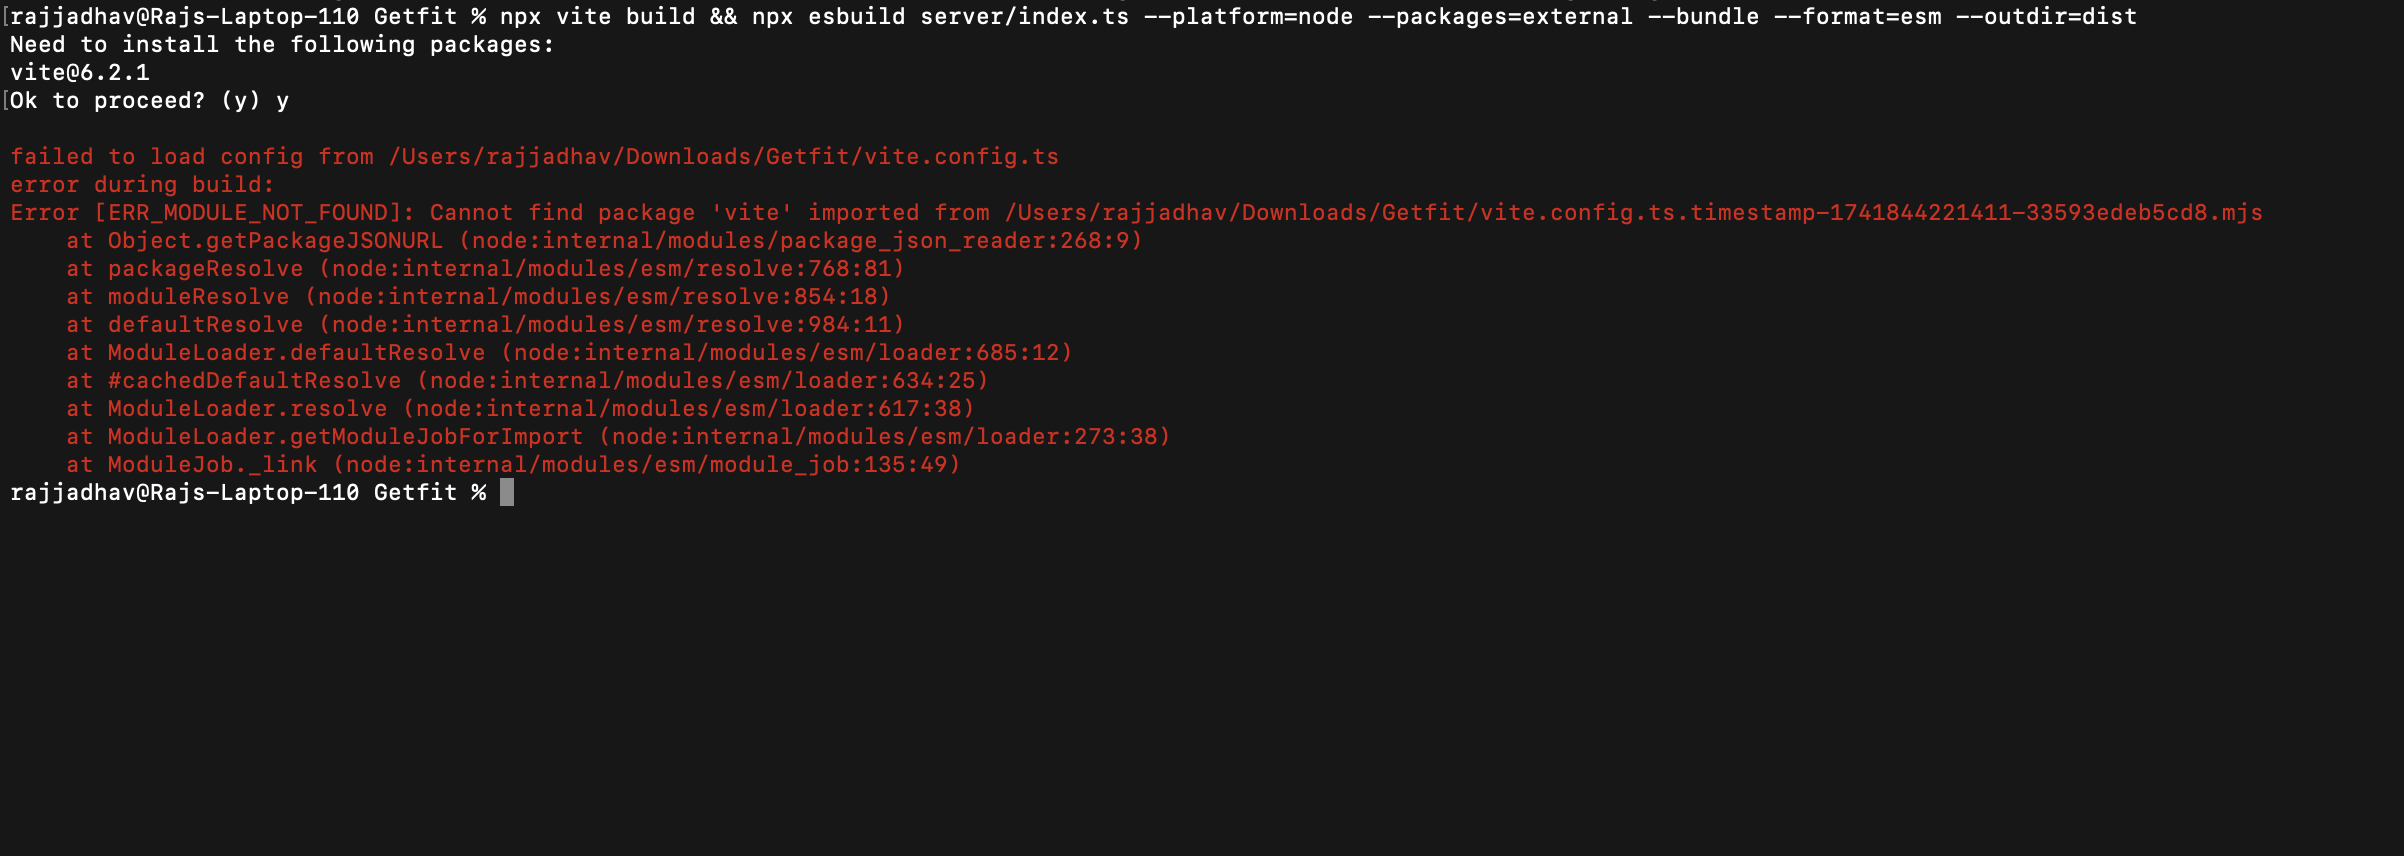 [rajjadhav@Rajs-Laptop-110 Getfit % npx vite build && npx esbuild server/index.ts --platform=node --packages=external --bundle --format=esm --outdir=dist
Need to install the following packages:
vite@6.2.1
[Ok to proceed? (y) y
failed to load config from /Users/rajjadhav/Downloads/Getfit/vite.config.ts
error during build:
Error [ERR_MODULE_NOT_FOUND]: Cannot find package 'vite' imported from /Users/rajjadhav/Downloads/Getfit/vite.config.ts.timestamp-1741844221411-33593edeb5cd8.mjs
    at Object.getPackageJSONURL (node:internal/modules/package_json_reader:268:9)
    at packageResolve (node:internal/modules/esm/resolve:768:81)
    at moduleResolve (node:internal/modules/esm/resolve:854:18)
    at defaultResolve (node:internal/modules/esm/resolve:984:11)
    at ModuleLoader.defaultResolve (node:internal/modules/esm/loader:685:12)
    at #cachedDefaultResolve (node:internal/modules/esm/loader:634:25)
    at ModuleLoader.resolve (node:internal/modules/esm/loader:617:38)
    at ModuleLoader.getModuleJobForImport (node:internal/modules/esm/loader:273:38)
    at ModuleJob._link (node:internal/modules/esm/module_job:135:49)
rajjadhav@Rajs-Laptop-110 Getfit %